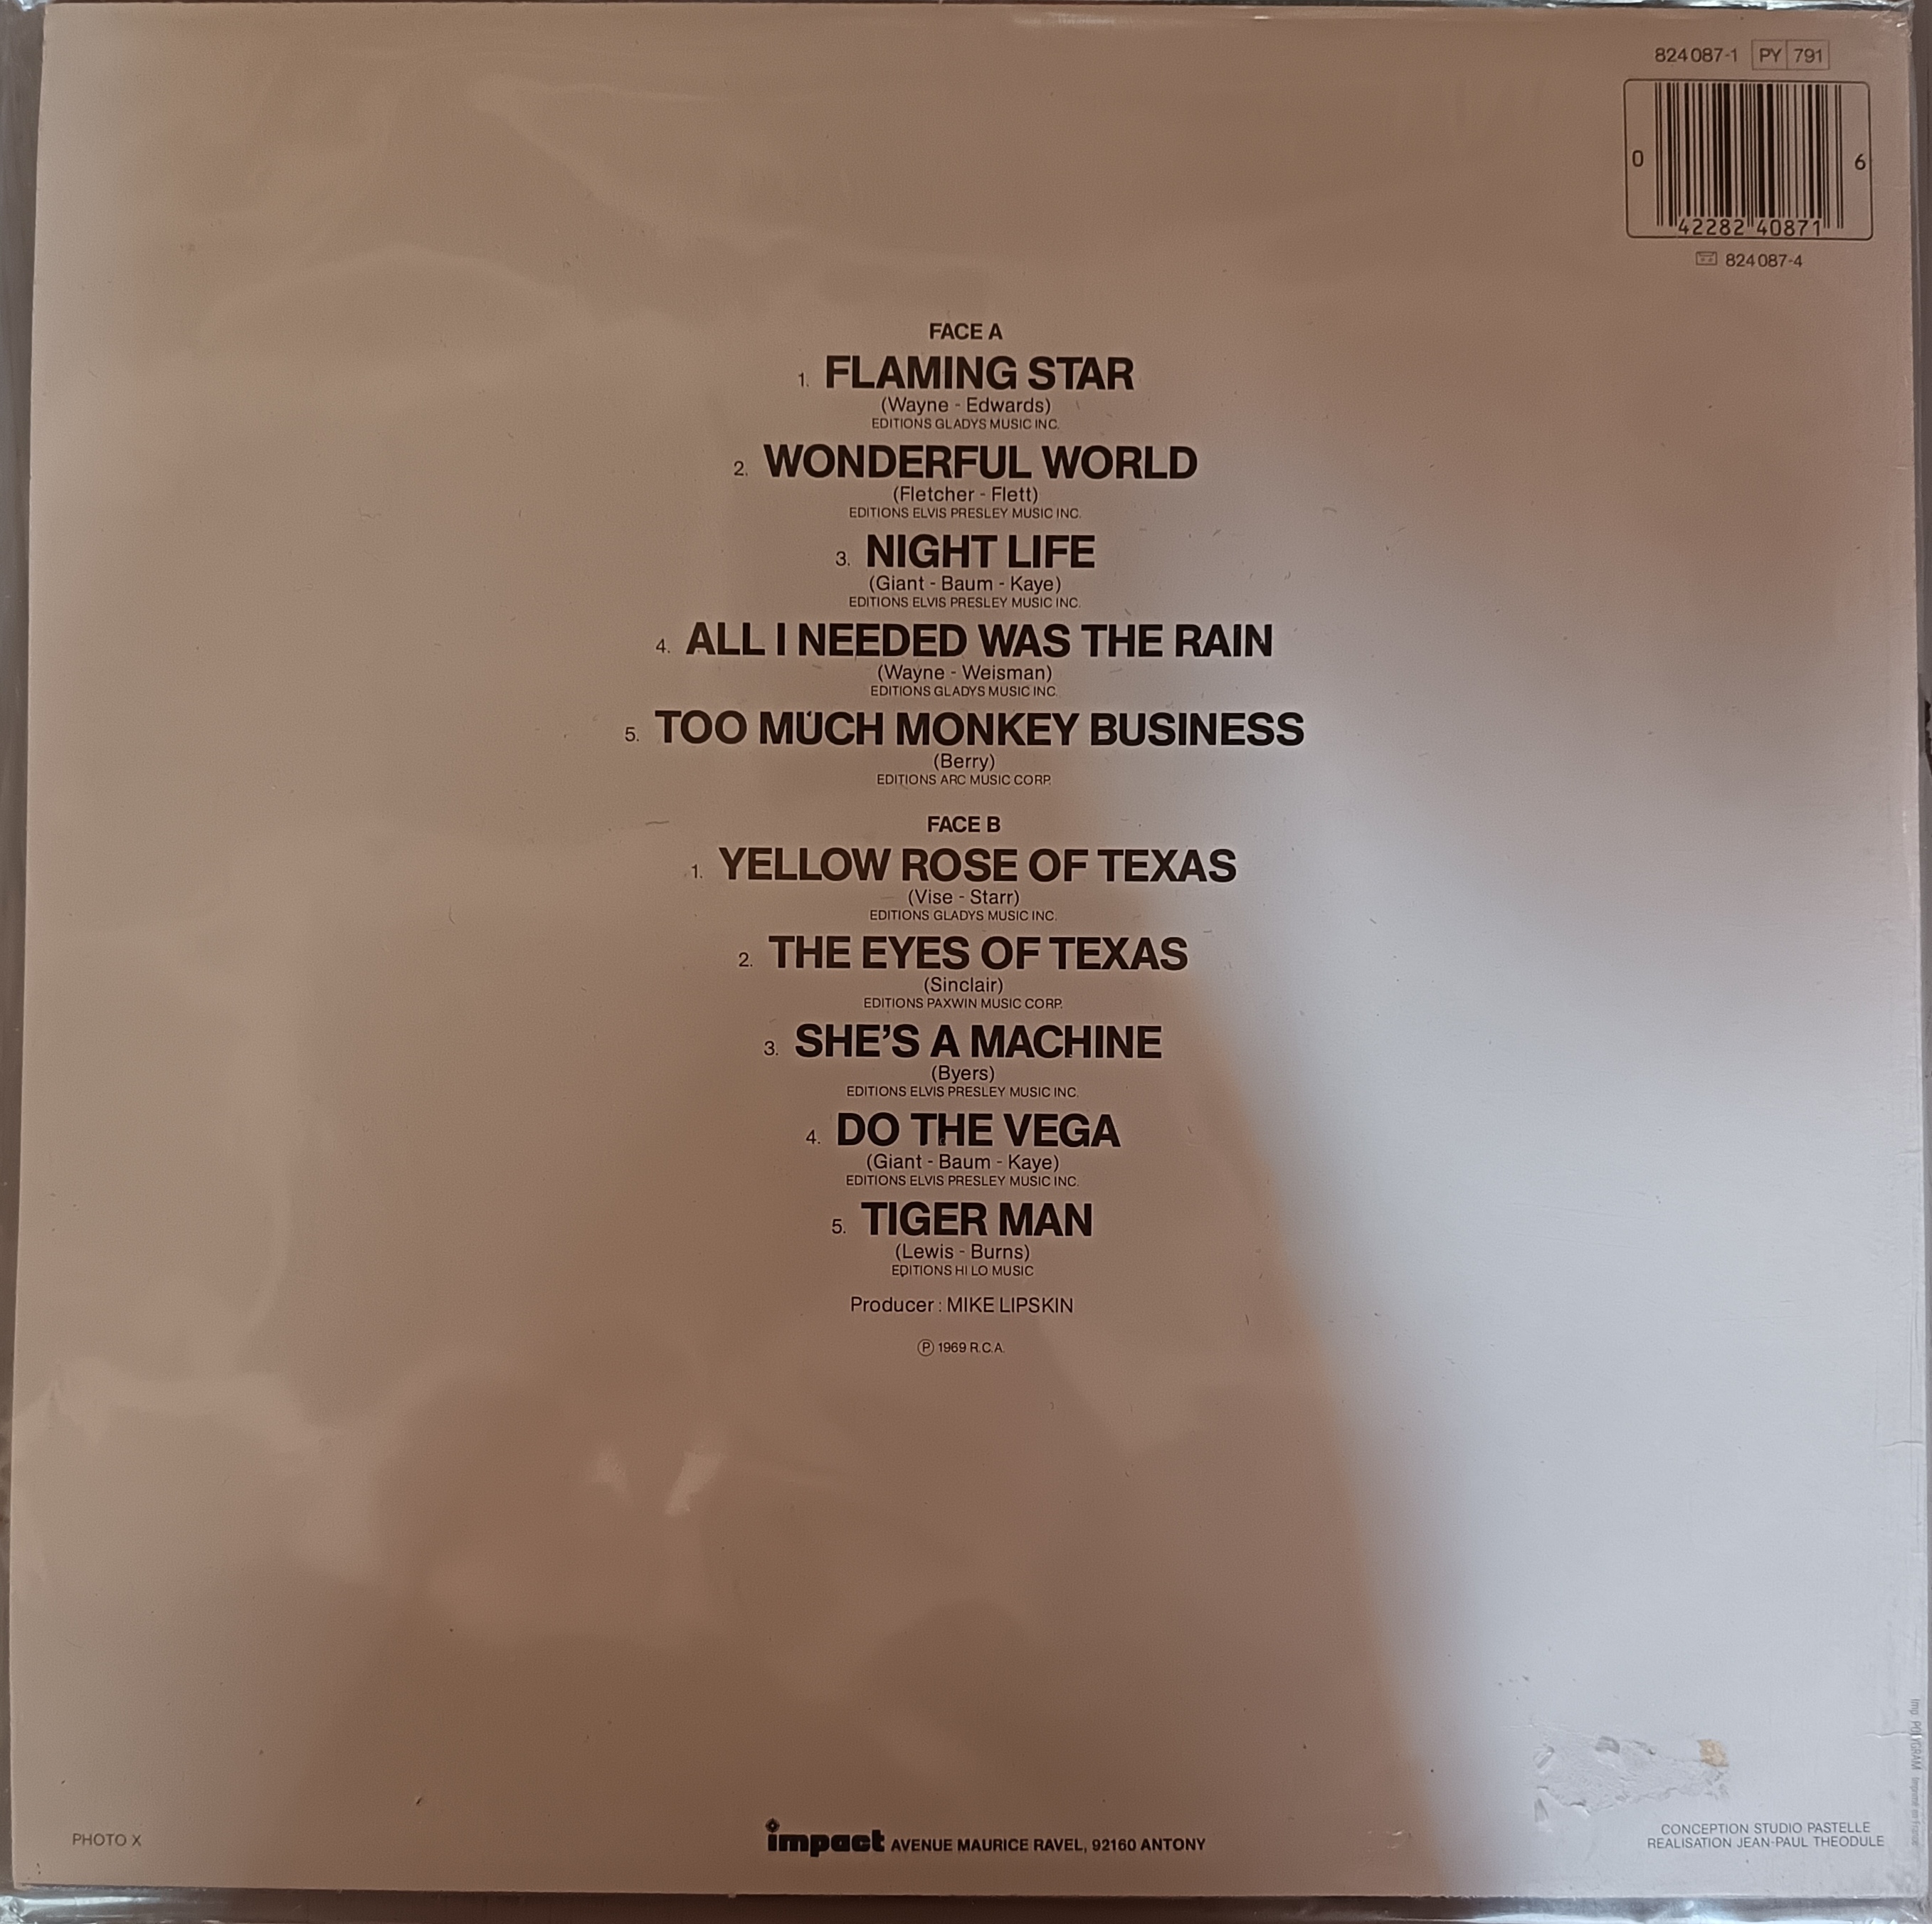 824 087-1 PY 791
0 42282 40871 6
824 087-4
FACE A
1. FLAMING STAR
(Wayne - Edwards)
EDITIONS GLADYS MUSIC INC.
2. WONDERFUL WORLD
(Fletcher - Flett)
EDITIONS ELVIS PRESLEY MUSIC INC.
3. NIGHT LIFE
(Giant - Baum - Kaye)
EDITIONS ELVIS PRESLEY MUSIC INC.
4. ALL I NEEDED WAS THE RAIN
(Wayne - Weisman)
EDITIONS GLADYS MUSIC INC.
5. TOO MUCH MONKEY BUSINESS
(Berry)
EDITIONS ARC MUSIC CORP.
FACE B
1. YELLOW ROSE OF TEXAS
(Vise - Starr)
EDITIONS GLADYS MUSIC INC.
2. THE EYES OF TEXAS
(Sinclair)
EDITIONS PAXWIN MUSIC CORP.
3. SHE'S A MACHINE
(Byers)
EDITIONS ELVIS PRESLEY MUSIC INC.
4. DO THE VEGA
(Giant - Baum - Kaye)
EDITIONS ELVIS PRESLEY MUSIC INC.
5. TIGER MAN
(Lewis - Burns)
EDITIONS HI LO MUSIC
Producer : MIKE LIPSKIN
Ⓟ 1969 R.C.A.
PHOTO X
impact AVENUE MAURICE RAVEL, 92160 ANTONY
CONCEPTION STUDIO PASTELLE
REALISATION JEAN-PAUL THEODULE
Imp. POLYGRAM Imprimé en France